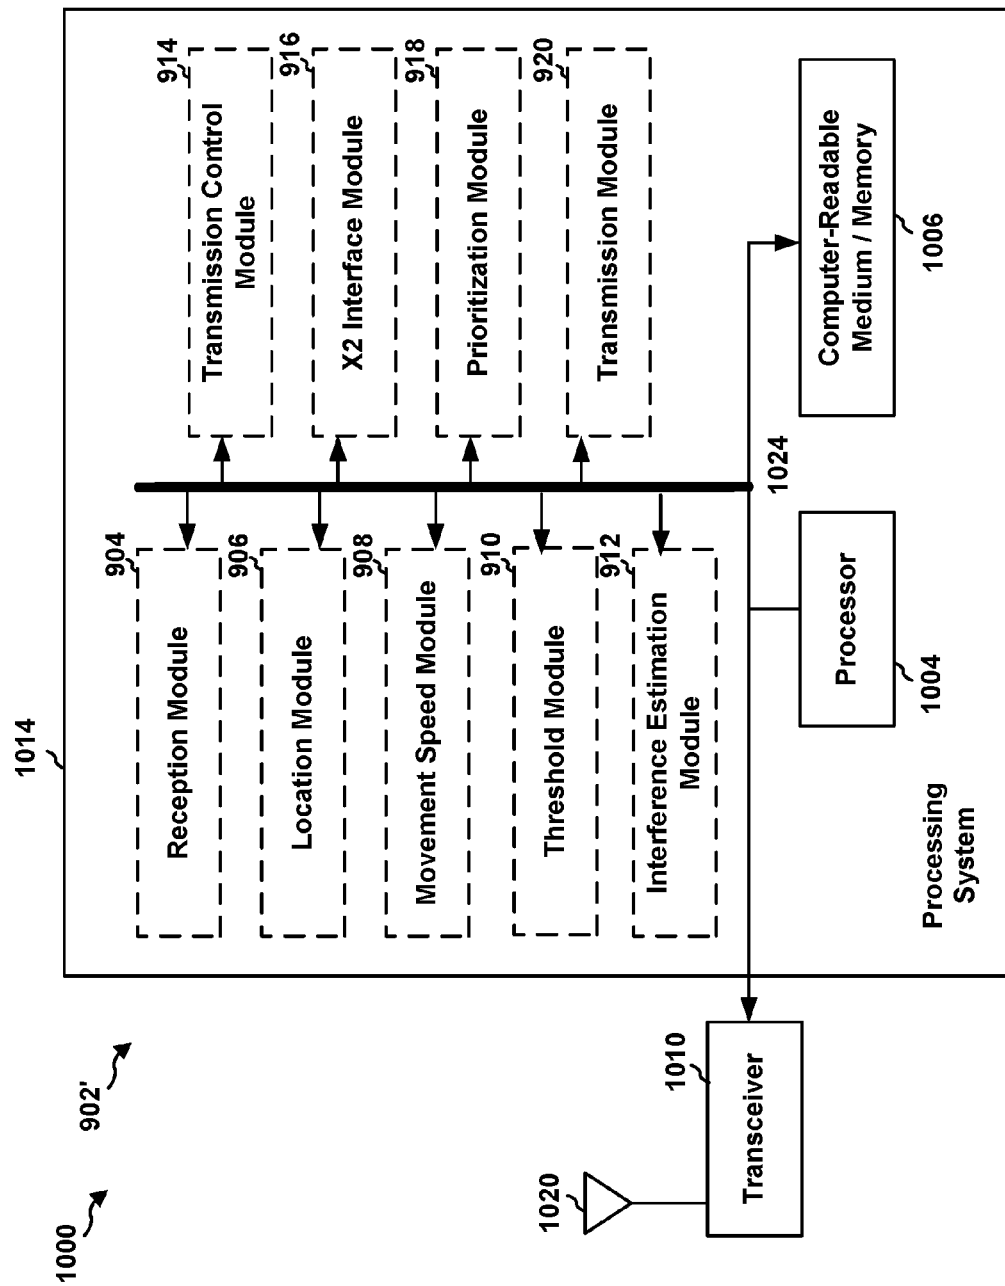 1000
902'
1014
Reception Module
904
Location Module
906
Movement Speed Module
908
Threshold Module
910
Interference Estimation
Module
912
Transmission Control
Module
914
X2 Interface Module
916
Prioritization Module
918
Transmission Module
920
1024
1020
Transceiver
1010
Processor
1004
Computer-Readable
Medium / Memory
1006
Processing
System